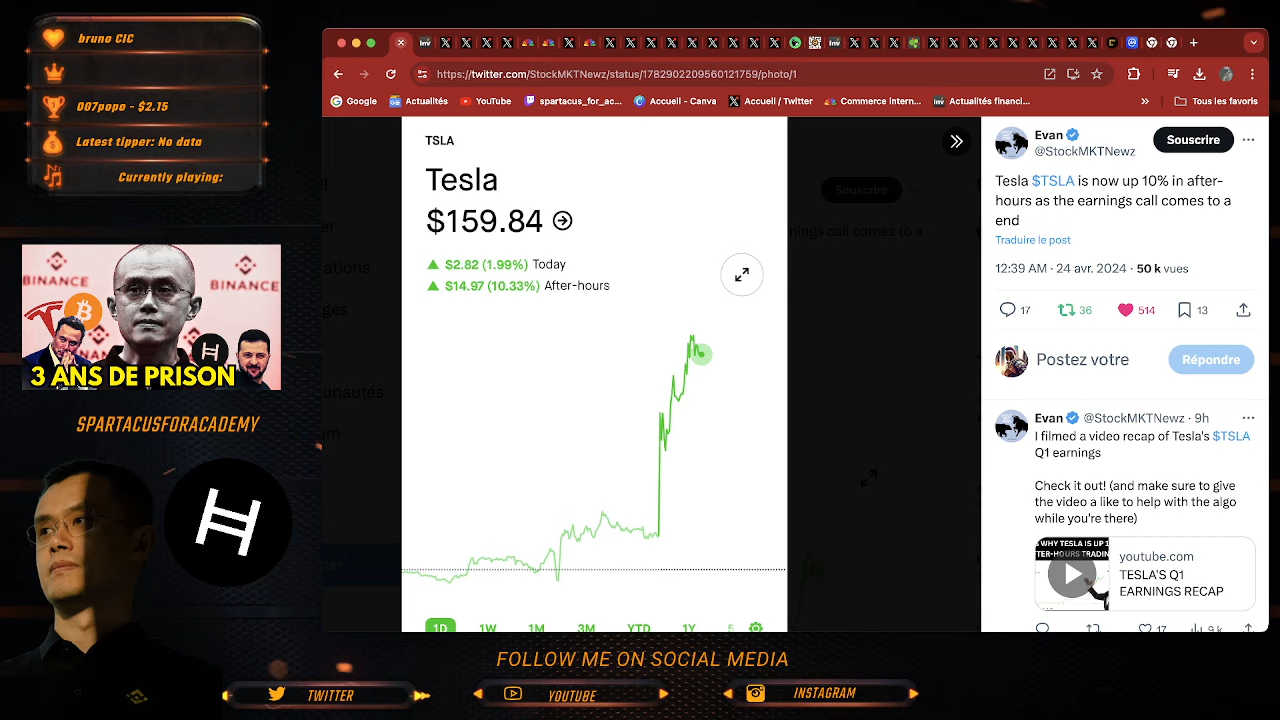 bruno CIC
007popo - $2.15
Latest tipper: No data
Currently playing:
BINANCE
BINANCE
3 ANS DE PRISON
SPARTACUSFORACADEMY
https://twitter.com/StockMKTNewz/status/1782902209560121759/photo/1
Google
Actualités
YouTube
spartacus_for_ac...
Accueil - Canva
Accueil / Twitter
Commerce intern...
Actualités financi...
»
Tous les favoris
TSLA
Tesla
$159.84
$2.82 (1.99%) Today
$14.97 (10.33%) After-hours
1D 1W 1M 3M YTD 1Y 5
Souscrire
Evan
@StockMKTNewz
Souscrire
Tesla $TSLA is now up 10% in after-
hours as the earnings call comes to a
end
Traduire le post
12:39 AM · 24 avr. 2024 · 50 k vues
17 36 514 13
Postez votre
Répondre
Evan @StockMKTNewz · 9h
I filmed a video recap of Tesla's $TSLA
Q1 earnings
Check it out! (and make sure to give
the video a like to help with the algo
while you're there)
youtube.com
TESLA'S Q1
EARNINGS RECAP
17 9 k
FOLLOW ME ON SOCIAL MEDIA
TWITTER
YOUTUBE
INSTAGRAM